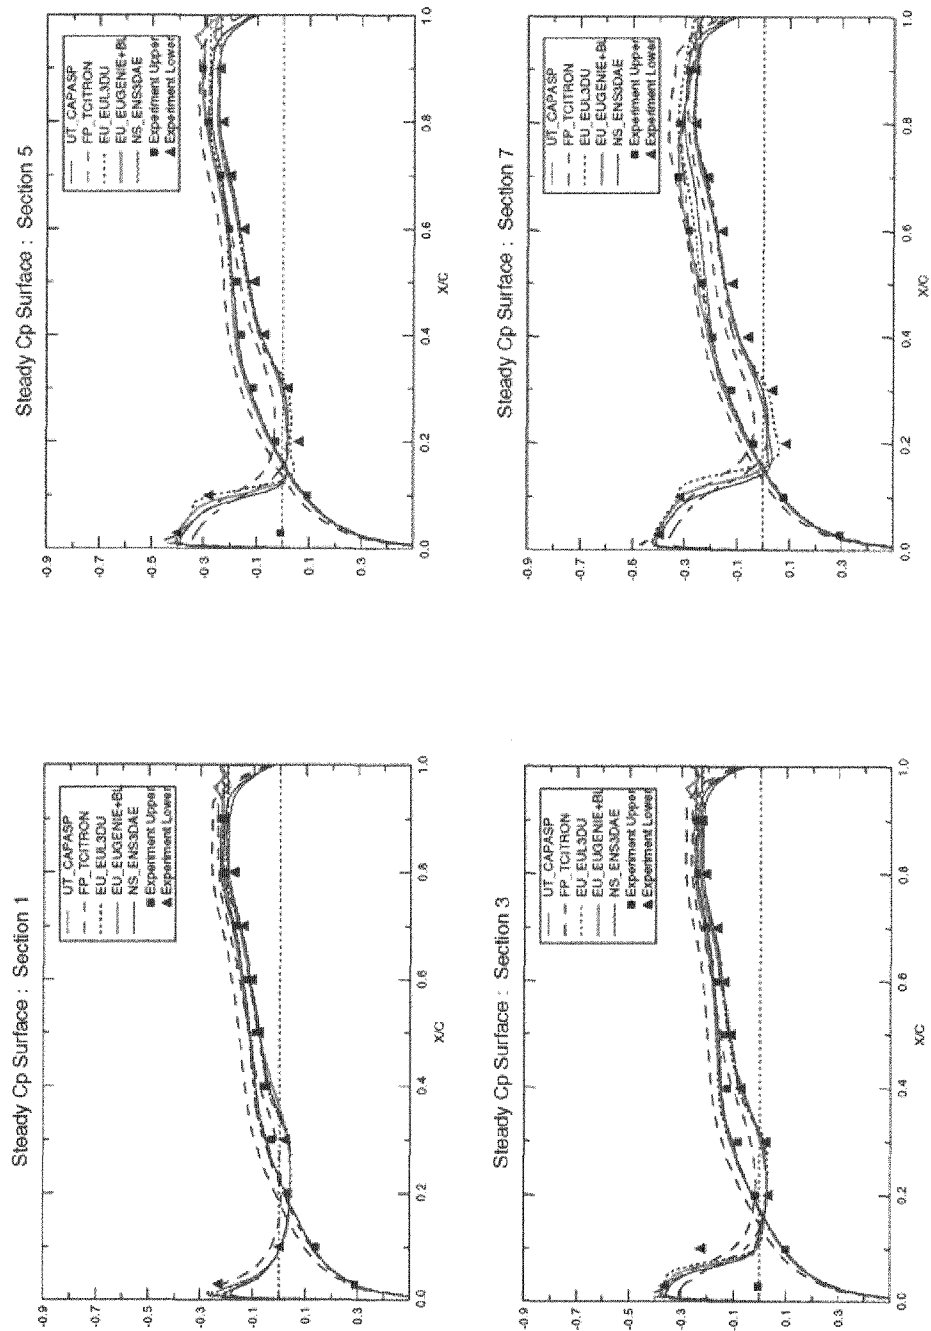 Steady Cp Surface : Section 1
-0.9
-0.7
-0.5
-0.3
-0.1
0.1
0.3
0.0
0.2
0.4
0.6
0.8
1.0
X/C
UT_CAPASP
FP_TCITRON
EU_EUL3DU
EU_EUGENIE+BL
NS_ENS3DAE
Experiment Upper
Experiment Lower
Steady Cp Surface : Section 5
-0.9
-0.7
-0.5
-0.3
-0.1
0.1
0.3
0.0
0.2
0.4
0.6
0.8
1.0
X/C
UT_CAPASP
FP_TCITRON
EU_EUL3DU
EU_EUGENIE+BL
NS_ENS3DAE
Experiment Upper
Experiment Lower
Steady Cp Surface : Section 3
-0.9
-0.7
-0.5
-0.3
-0.1
0.1
0.3
0.0
0.2
0.4
0.6
0.8
1.0
X/C
UT_CAPASP
FP_TCITRON
EU_EUL3DU
EU_EUGENIE+BL
NS_ENS3DAE
Experiment Upper
Experiment Lower
Steady Cp Surface : Section 7
-0.9
-0.7
-0.5
-0.3
-0.1
0.1
0.3
0.0
0.2
0.4
0.6
0.8
1.0
X/C
UT_CAPASP
FP_TCITRON
EU_EUL3DU
EU_EUGENIE+BL
NS_ENS3DAE
Experiment Upper
Experiment Lower